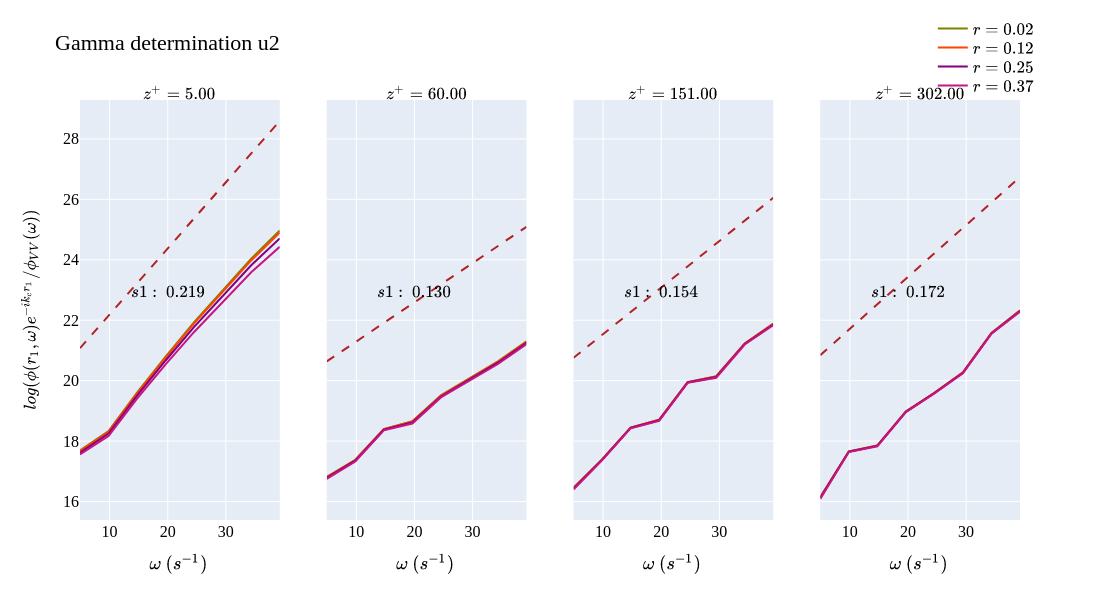 Gamma determination u2
r = 0.02
r = 0.12
r = 0.25
r = 0.37
z⁺ = 5.00
z⁺ = 60.00
z⁺ = 151.00
z⁺ = 302.00
log(ϕ(r₁, ω)e^{−ik_c r₁}/ϕ_{VV}(ω))
28
26
24
22
20
18
16
s1 : 0.219
s1 : 0.130
s1 : 0.154
s1 : 0.172
10 20 30
10 20 30
10 20 30
10 20 30
ω (s⁻¹)
ω (s⁻¹)
ω (s⁻¹)
ω (s⁻¹)